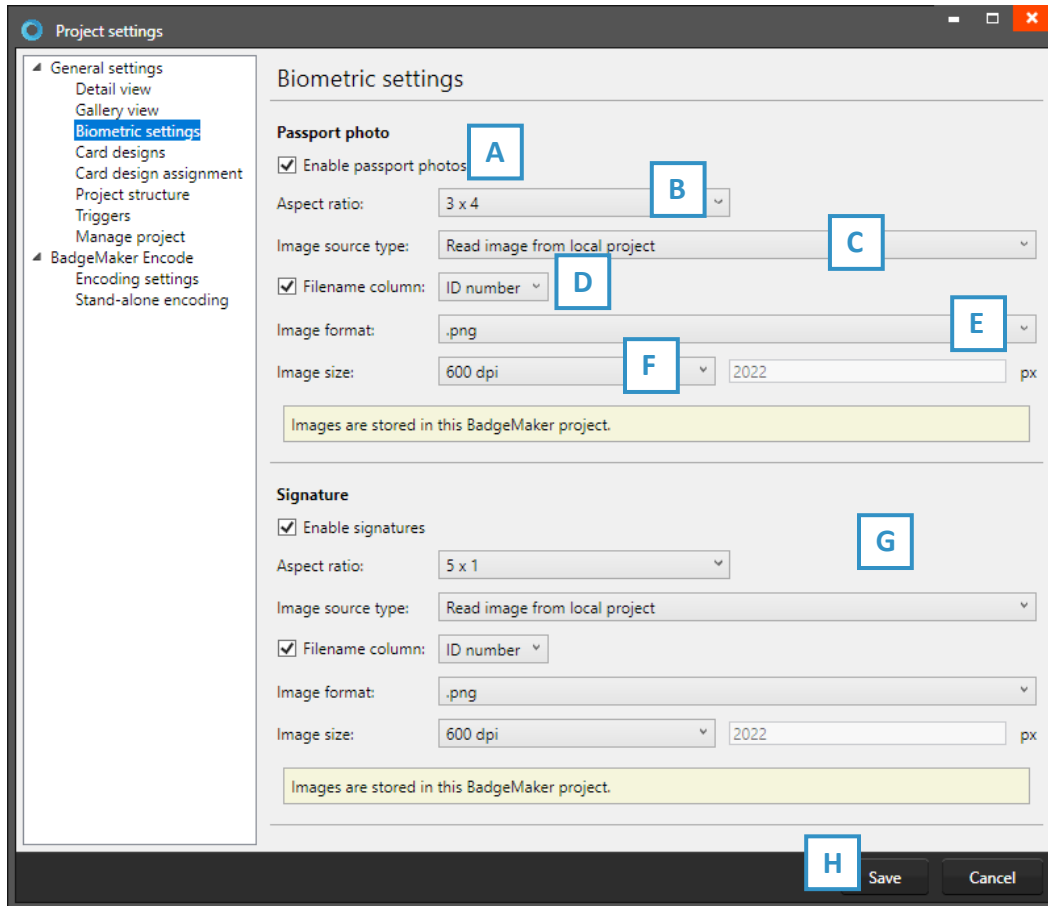 Project settings
General settings
Detail view
Gallery view
Biometric settings
Card designs
Card design assignment
Project structure
Triggers
Manage project
BadgeMaker Encode
Encoding settings
Stand-alone encoding
Biometric settings
Passport photo
Enable passport photos A
Aspect ratio: 3 x 4 B
Image source type: Read image from local project C
Filename column: ID number D
Image format: .png E
Image size: 600 dpi F 2022 px
Images are stored in this BadgeMaker project.
Signature
Enable signatures G
Aspect ratio: 5 x 1
Image source type: Read image from local project
Filename column: ID number
Image format: .png
Image size: 600 dpi 2022 px
Images are stored in this BadgeMaker project.
H Save Cancel